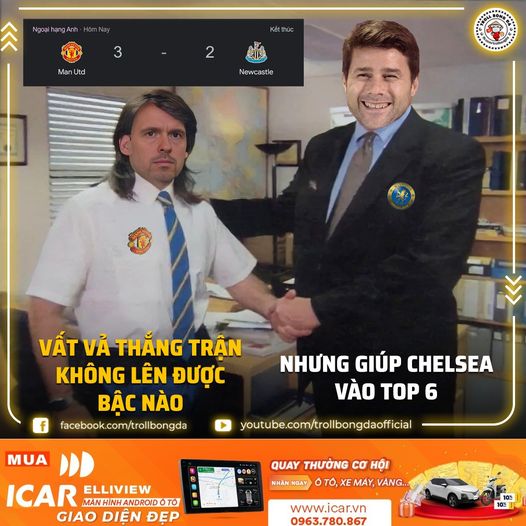 Ngoại hạng Anh · Hôm Nay
Kết thúc
3 - 2
Man Utd
Newcastle
TROLL BONG DA
VẤT VẢ THẮNG TRẬN
KHÔNG LÊN ĐƯỢC
BẬC NÀO
NHƯNG GIÚP CHELSEA
VÀO TOP 6
facebook.com/trollbongda
youtube.com/trollbongdaofficial
MUA
ICAR
ELLIVIEW
MÀN HÌNH ANDROID Ô TÔ
GIAO DIỆN ĐẸP
QUAY THƯỞNG CƠ HỘI
NHẬN NGAY
Ô TÔ, XE MÁY, VÀNG...
www.icar.vn
0963.780.867